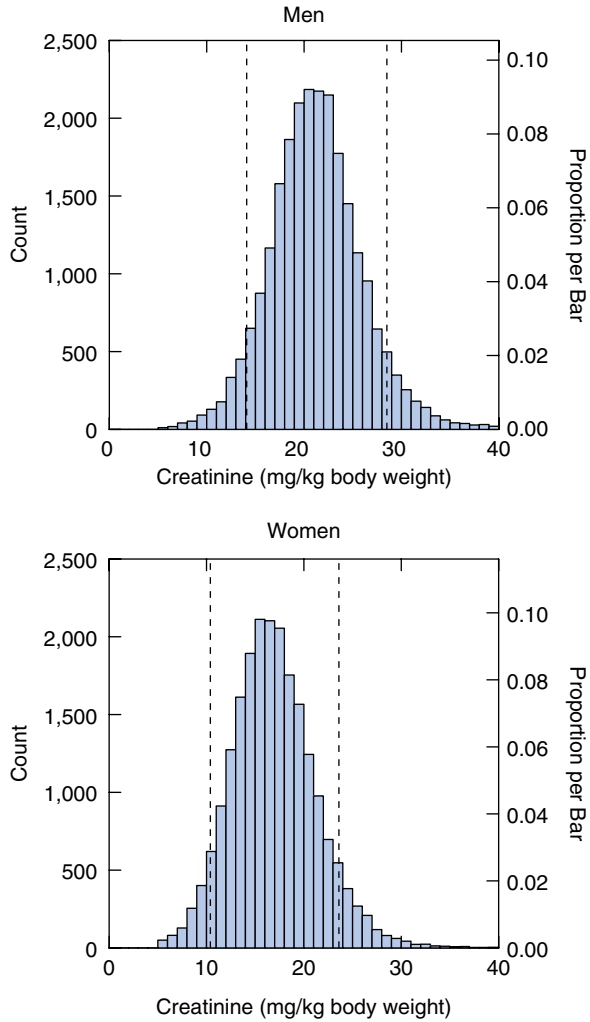 Men
2,500
2,000
1,500
1,000
500
0
Count
0.10
0.08
0.06
0.04
0.02
0.00
Proportion per Bar
0 10 20 30 40
Creatinine (mg/kg body weight)
Women
2,500
2,000
1,500
1,000
500
0
Count
0.10
0.08
0.06
0.04
0.02
0.00
Proportion per Bar
0 10 20 30 40
Creatinine (mg/kg body weight)